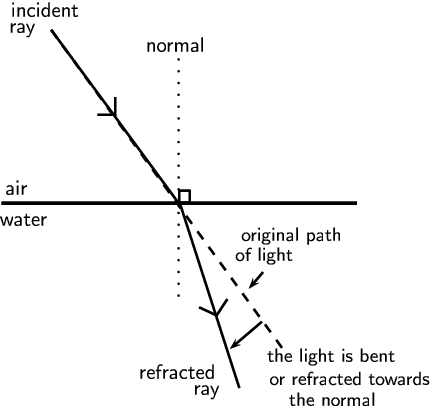 incident
ray
normal
air
water
original path
of light
the light is bent
or refracted towards
the normal
refracted
ray